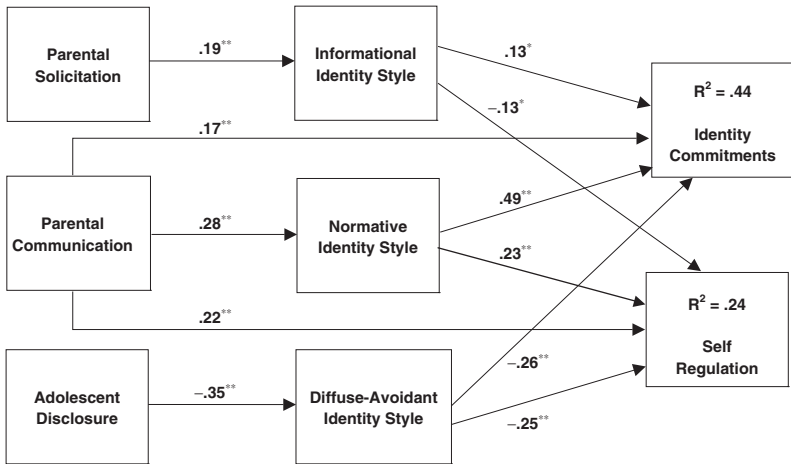 Parental
Solicitation
.19**
Informational
Identity Style
.13*
–.13*
R² = .44
Identity
Commitments
.17**
Parental
Communication
.28**
Normative
Identity Style
.49**
.23**
R² = .24
Self
Regulation
.22**
Adolescent
Disclosure
–.35**
Diffuse-Avoidant
Identity Style
–.26**
–.25**